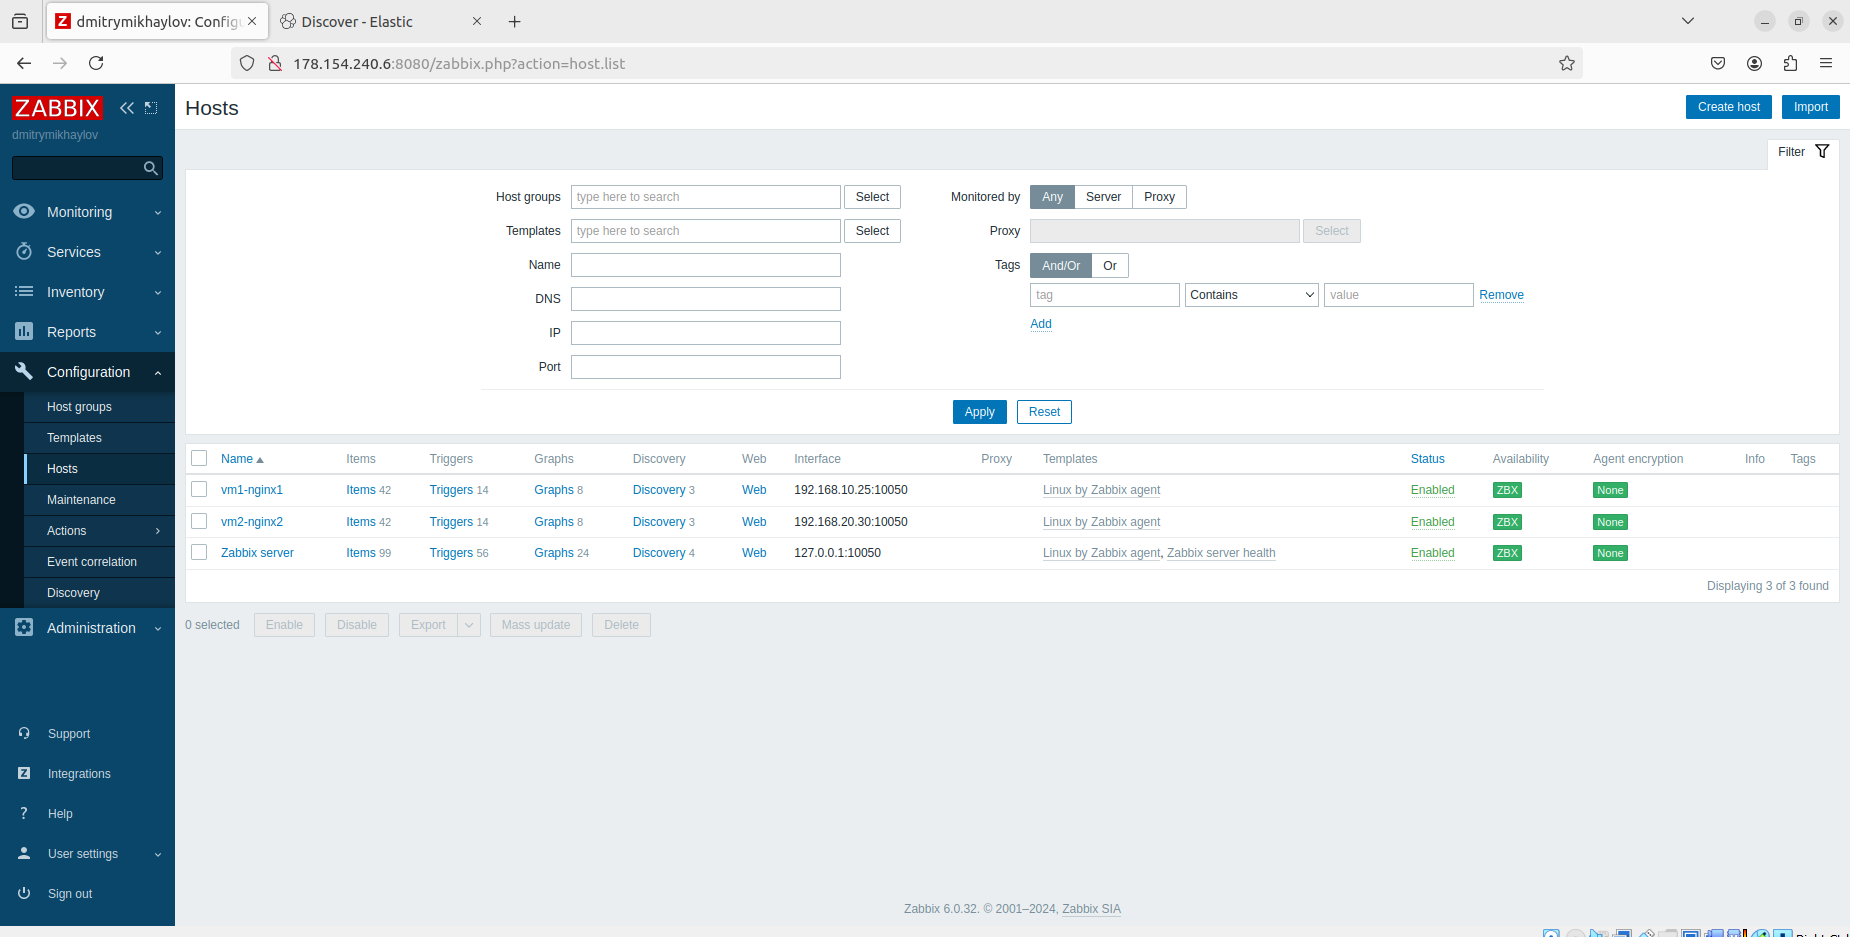 dmitrymikhaylov: Config
Discover - Elastic
178.154.240.6:8080/zabbix.php?action=host.list
ZABBIX
dmitrymikhaylov
Monitoring
Services
Inventory
Reports
Configuration
Host groups
Templates
Hosts
Maintenance
Actions
Event correlation
Discovery
Administration
Support
Z Integrations
? Help
User settings
Sign out
Hosts
Create host Import
Filter
Host groups type here to search Select
Templates type here to search Select
Name
DNS
IP
Port
Monitored by Any Server Proxy
Proxy Select
Tags And/Or Or
tag Contains value Remove
Add
Apply Reset
Name Items Triggers Graphs Discovery Web Interface Proxy Templates Status Availability Agent encryption Info Tags
vm1-nginx1 Items 42 Triggers 14 Graphs 8 Discovery 3 Web 192.168.10.25:10050 Linux by Zabbix agent Enabled ZBX None
vm2-nginx2 Items 42 Triggers 14 Graphs 8 Discovery 3 Web 192.168.20.30:10050 Linux by Zabbix agent Enabled ZBX None
Zabbix server Items 99 Triggers 56 Graphs 24 Discovery 4 Web 127.0.0.1:10050 Linux by Zabbix agent, Zabbix server health Enabled ZBX None
Displaying 3 of 3 found
0 selected Enable Disable Export Mass update Delete
Zabbix 6.0.32. © 2001–2024, Zabbix SIA